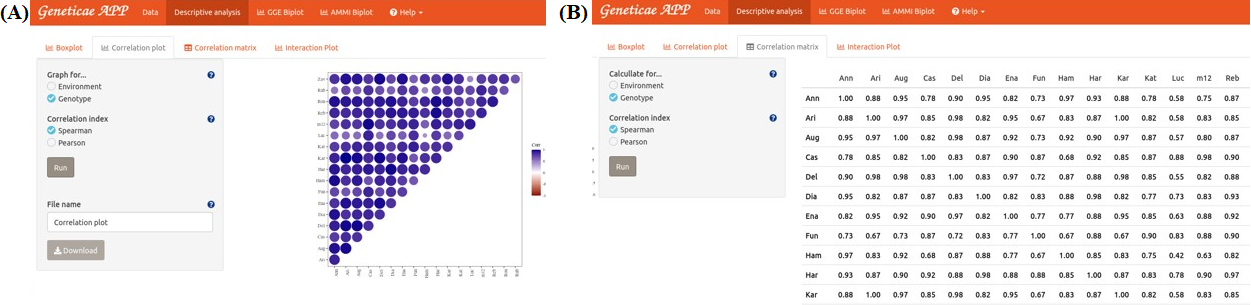 (A)
Geneticae APP Data Descriptive analysis GGE Biplot AMMI Biplot Help
Boxplot Correlation plot Correlation matrix Interaction Plot
Graph for...
Environment
Genotype
Correlation index
Spearman
Pearson
Run
File name
Correlation plot
Download
Corr
(B)
Geneticae APP Data Descriptive analysis GGE Biplot AMMI Biplot Help
Boxplot Correlation plot Correlation matrix Interaction Plot
Calcullate for...
Environment
Genotype
Correlation index
Spearman
Pearson
Run
Ann Ari Aug Cas Del Dia Ena Fun Ham Har Kar Kat Luc m12 Reb
Ann 1.00 0.88 0.95 0.78 0.90 0.95 0.82 0.73 0.97 0.93 0.88 0.78 0.58 0.75 0.87
Ari 0.88 1.00 0.97 0.85 0.98 0.82 0.95 0.67 0.83 0.87 1.00 0.82 0.58 0.83 0.85
Aug 0.95 0.97 1.00 0.82 0.98 0.87 0.92 0.73 0.92 0.90 0.97 0.87 0.57 0.80 0.87
Cas 0.78 0.85 0.82 1.00 0.83 0.87 0.90 0.87 0.68 0.92 0.85 0.87 0.88 0.98 0.90
Del 0.90 0.98 0.98 0.83 1.00 0.83 0.97 0.72 0.87 0.88 0.98 0.85 0.55 0.82 0.88
Dia 0.95 0.82 0.87 0.87 0.83 1.00 0.82 0.83 0.88 0.98 0.82 0.77 0.73 0.83 0.93
Ena 0.82 0.95 0.92 0.90 0.97 0.82 1.00 0.77 0.77 0.88 0.95 0.85 0.63 0.88 0.92
Fun 0.73 0.67 0.73 0.87 0.72 0.83 0.77 1.00 0.67 0.88 0.67 0.90 0.83 0.88 0.90
Ham 0.97 0.83 0.92 0.68 0.87 0.88 0.77 0.67 1.00 0.85 0.83 0.75 0.42 0.63 0.82
Har 0.93 0.87 0.90 0.92 0.88 0.98 0.88 0.88 0.85 1.00 0.87 0.83 0.78 0.90 0.97
Kar 0.88 1.00 0.97 0.85 0.98 0.82 0.95 0.67 0.83 0.87 1.00 0.82 0.58 0.83 0.85